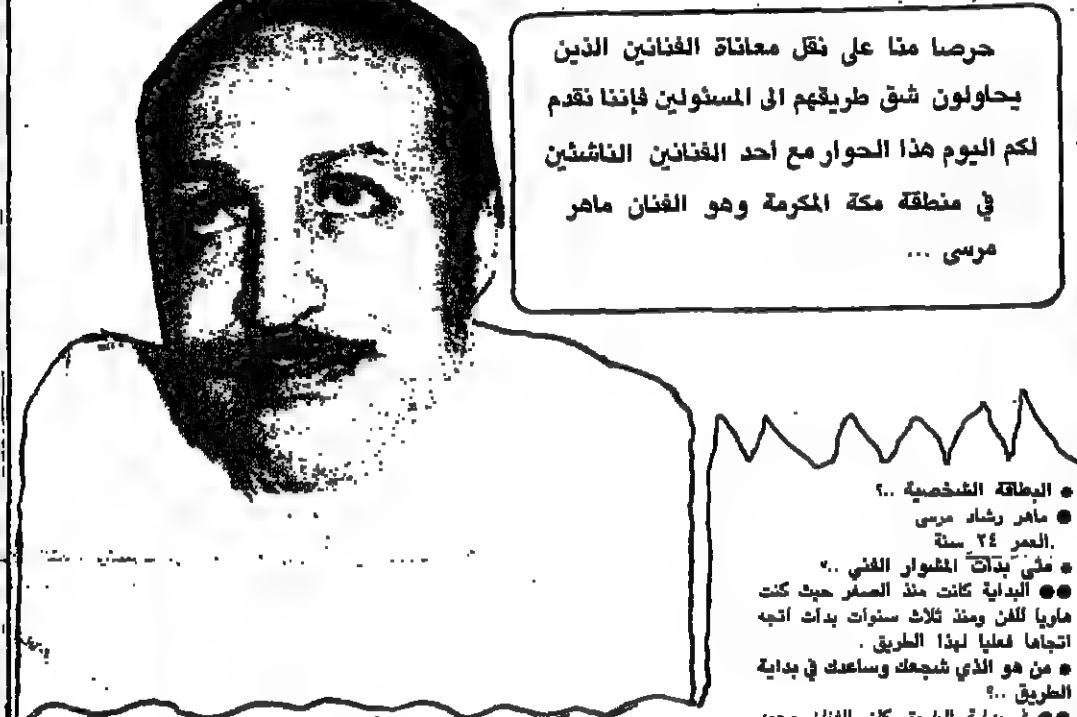 حرصا منا على نقل معاناة الفنانين الذين
يحاولون شق طريقهم الى المسئولين فإننا نقدم
لكم اليوم هذا الحوار مع أحد الفنانين الناشئين
في منطقة مكة المكرمة وهو الفنان ماهر
مرسى ...
● البطاقة الشخصية ..؟
● ماهر رشاد مرسى
العمر ٢٤ سنة
● متى بدأت المشوار الفني ..؟
●● البداية كانت منذ الصغر حيث كنت
هاويا للفن ومنذ ثلاث سنوات بدأت أتجه
اتجاها فعليا لهذا الطريق .
● من هو الذي شجعك وساعدك في بداية
الطريق ..؟